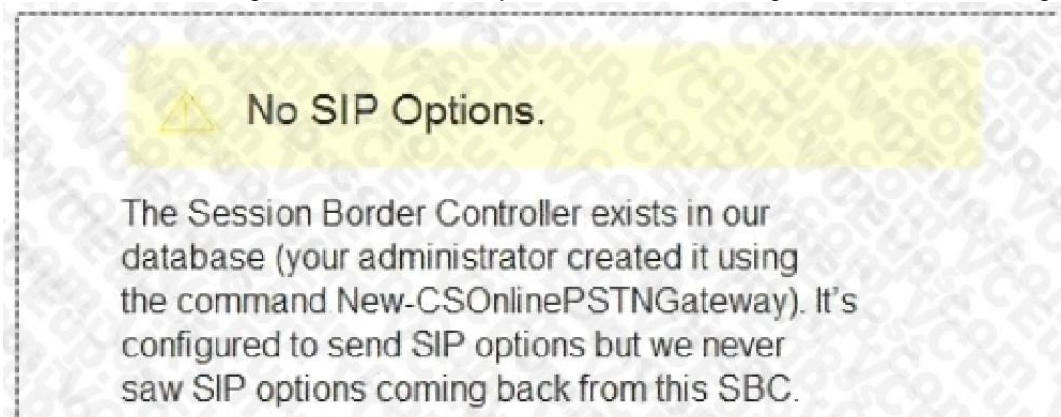 No SIP Options.
The Session Border Controller exists in our
database (your administrator created it using
the command New-CSOnlinePSTNGateway). It's
configured to send SIP options but we never
saw SIP options coming back from this SBC.